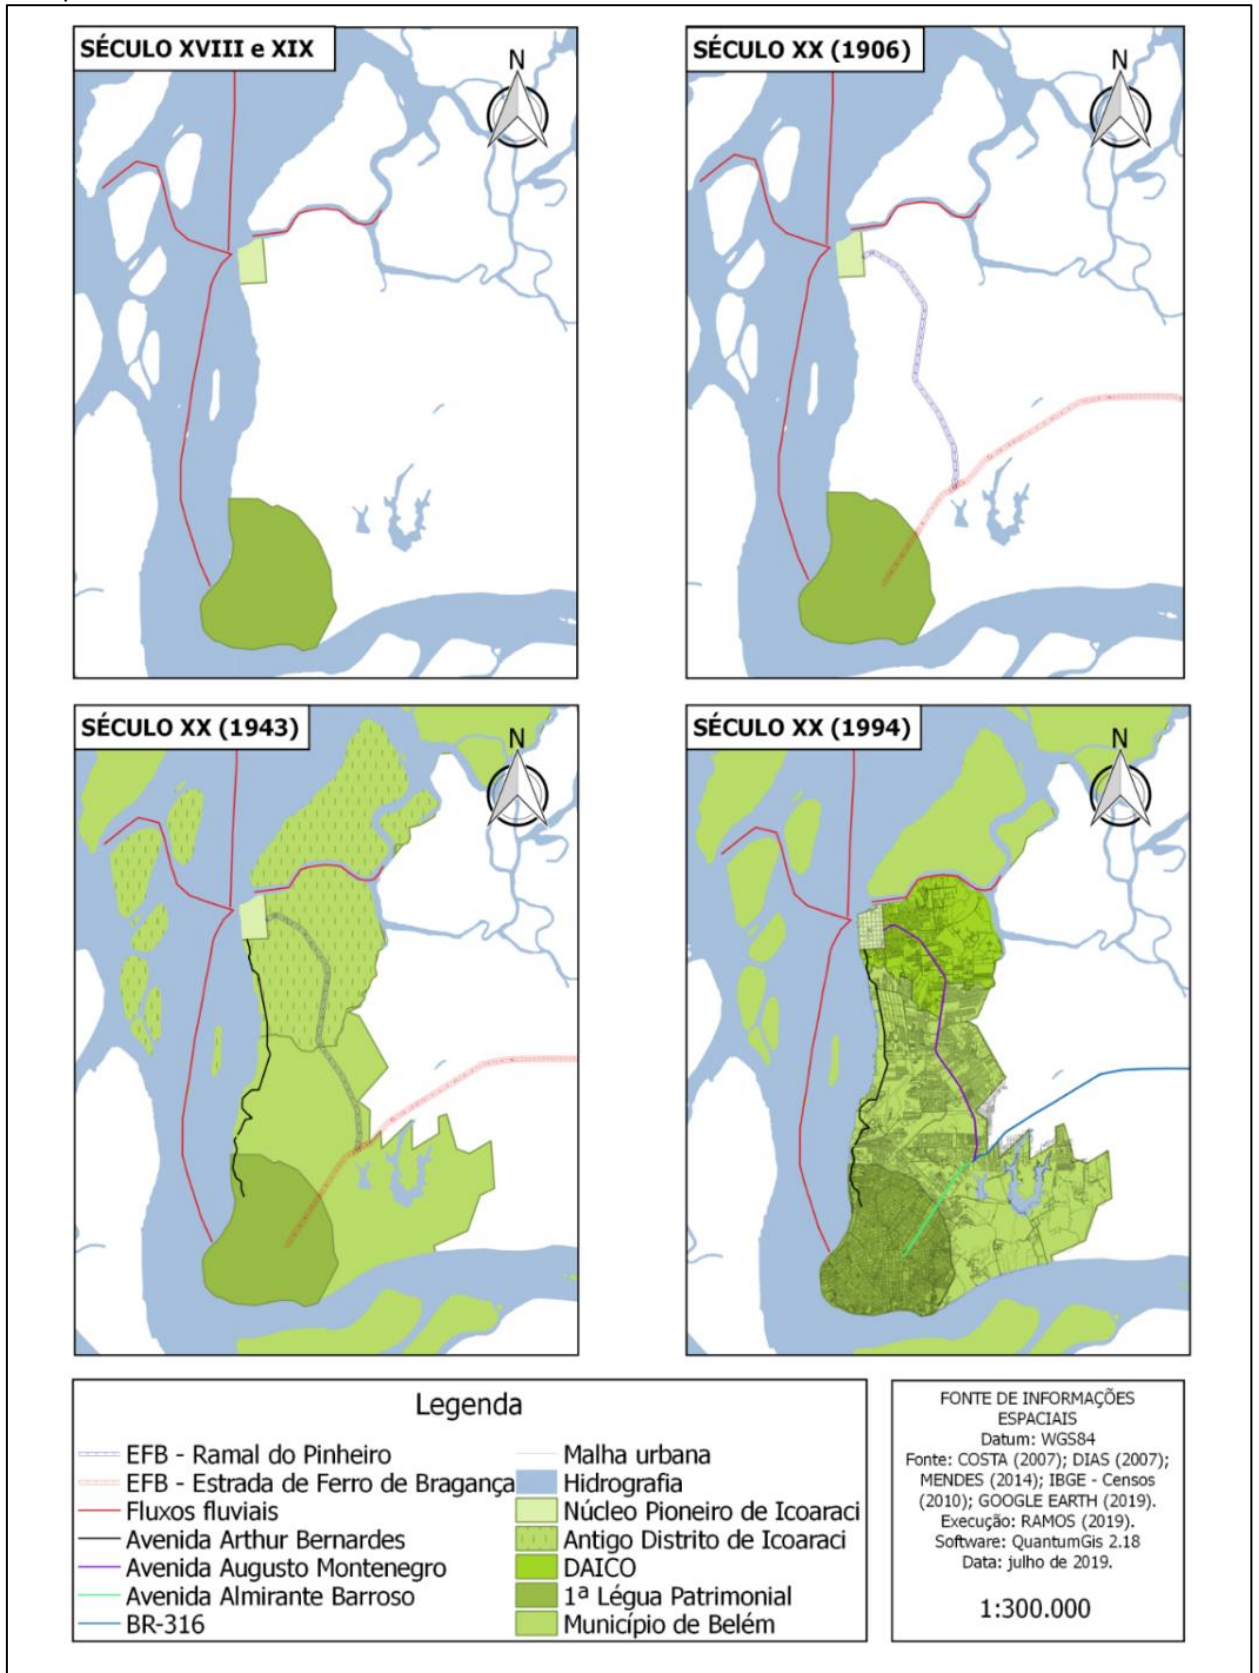 SÉCULO XVIII e XIX
N
SÉCULO XX (1906)
N
SÉCULO XX (1943)
N
SÉCULO XX (1994)
N
Legenda
EFB - Ramal do Pinheiro
EFB - Estrada de Ferro de Bragança
Fluxos fluviais
Avenida Arthur Bernardes
Avenida Augusto Montenegro
Avenida Almirante Barroso
BR-316
Malha urbana
Hidrografia
Núcleo Pioneiro de Icoaraci
Antigo Distrito de Icoaraci
DAICO
1ª Légua Patrimonial
Município de Belém
FONTE DE INFORMAÇÕES
ESPACIAIS
Datum: WGS84
Fonte: COSTA (2007); DIAS (2007);
MENDES (2014); IBGE - Censos
(2010); GOOGLE EARTH (2019).
Execução: RAMOS (2019).
Software: QuantumGis 2.18
Data: julho de 2019.
1:300.000